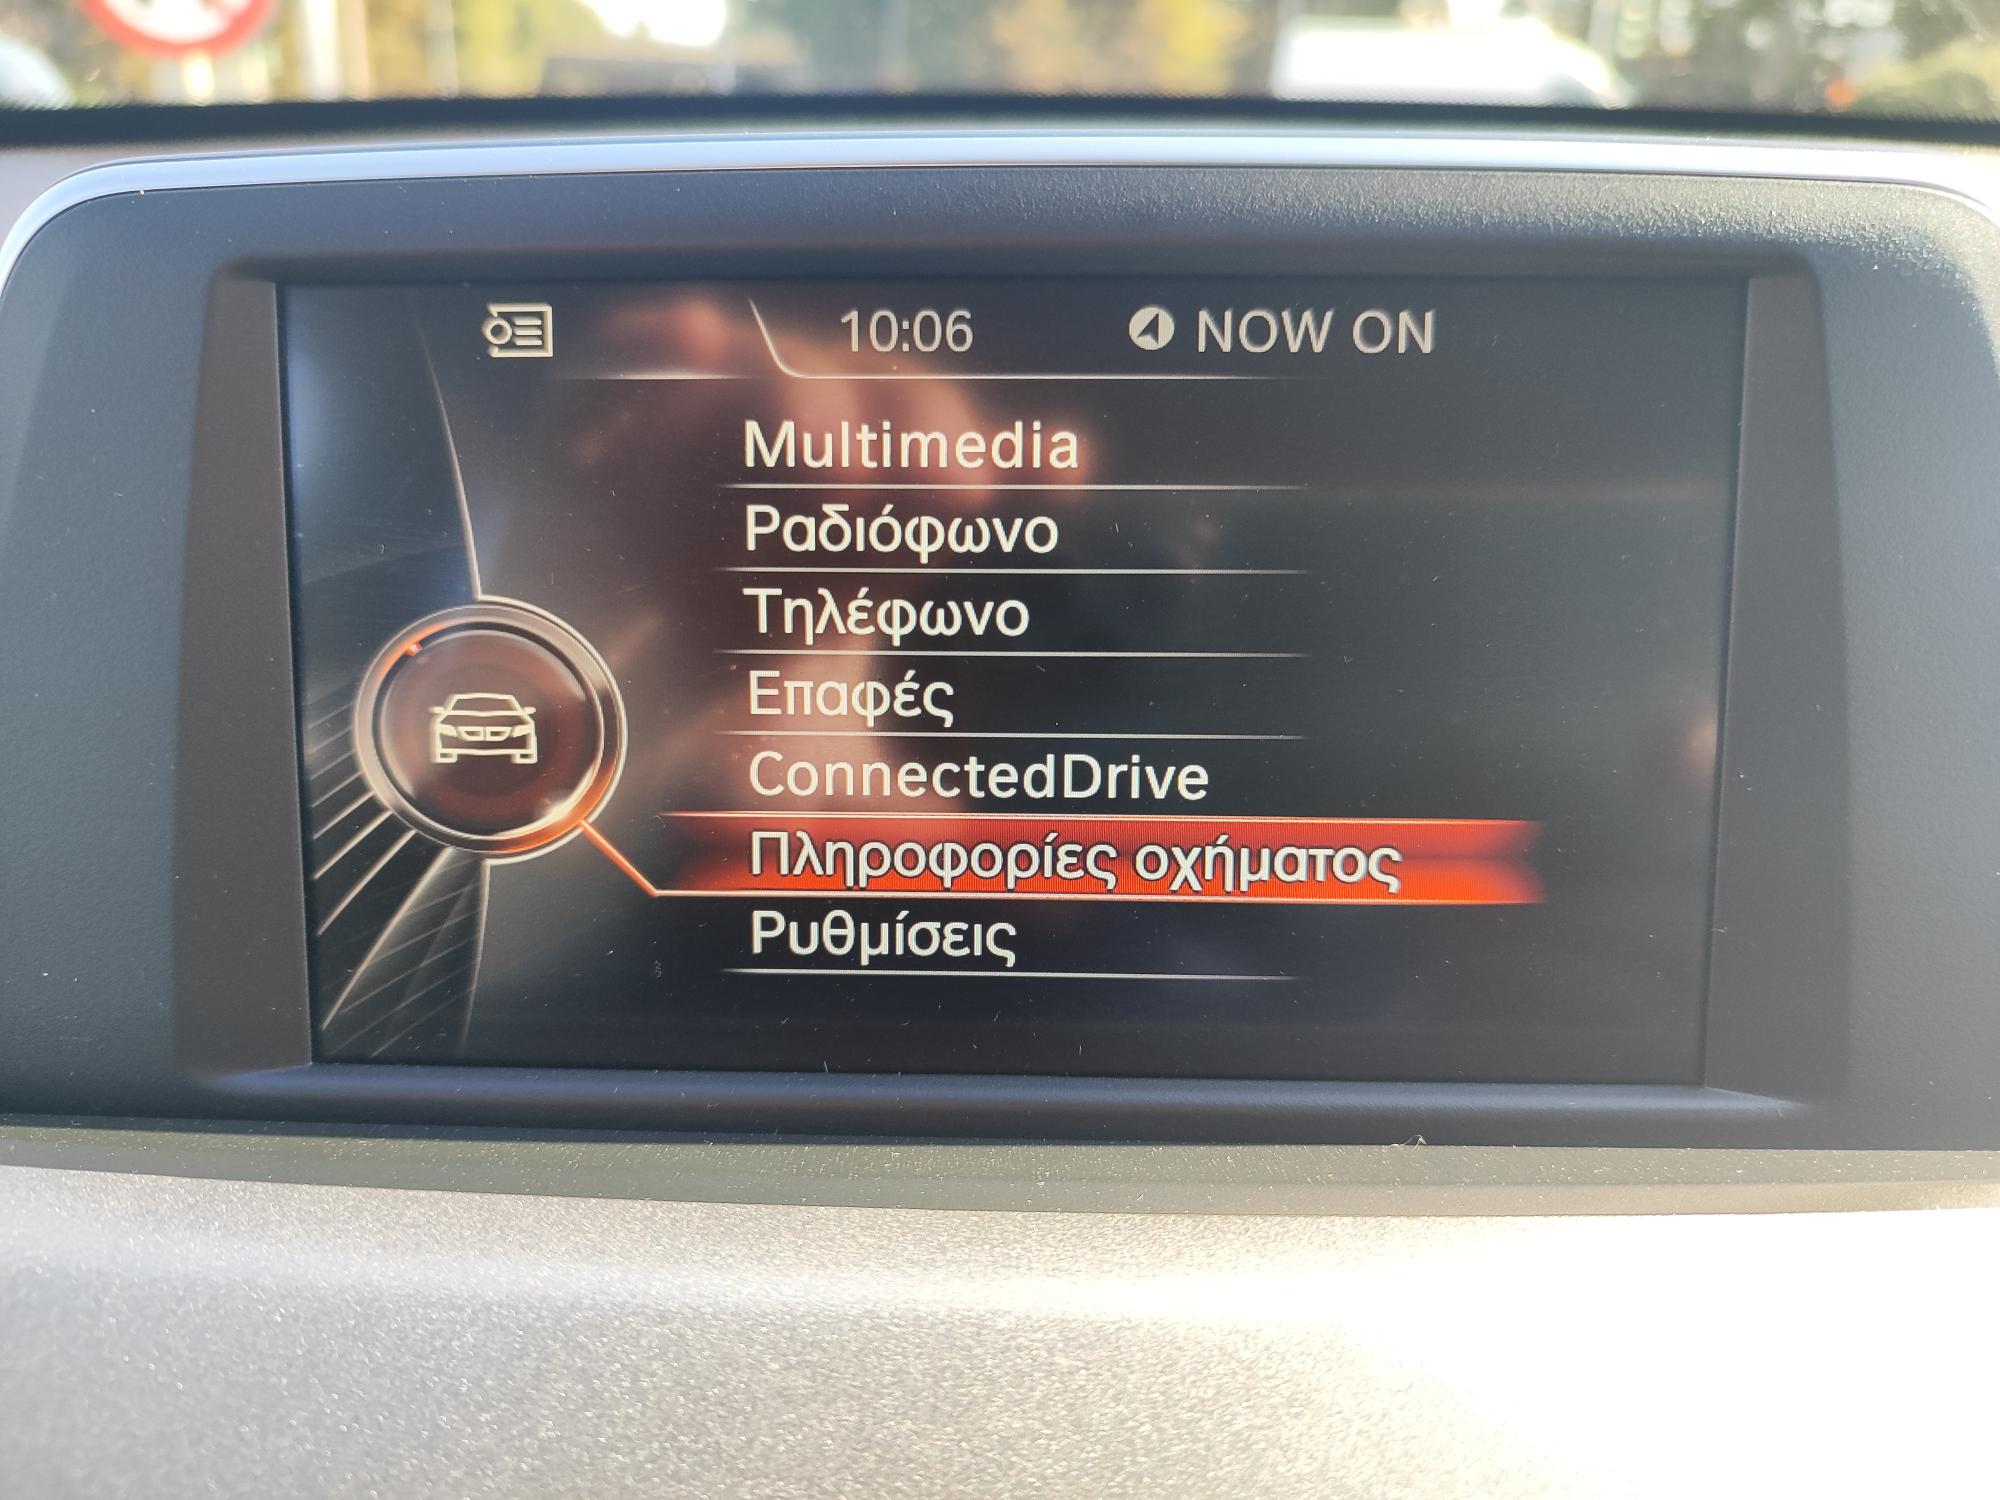 10:06 NOW ON
Multimedia
Ραδιόφωνο
Τηλέφωνο
Επαφές
ConnectedDrive
Πληροφορίες οχήματος
Ρυθμίσεις